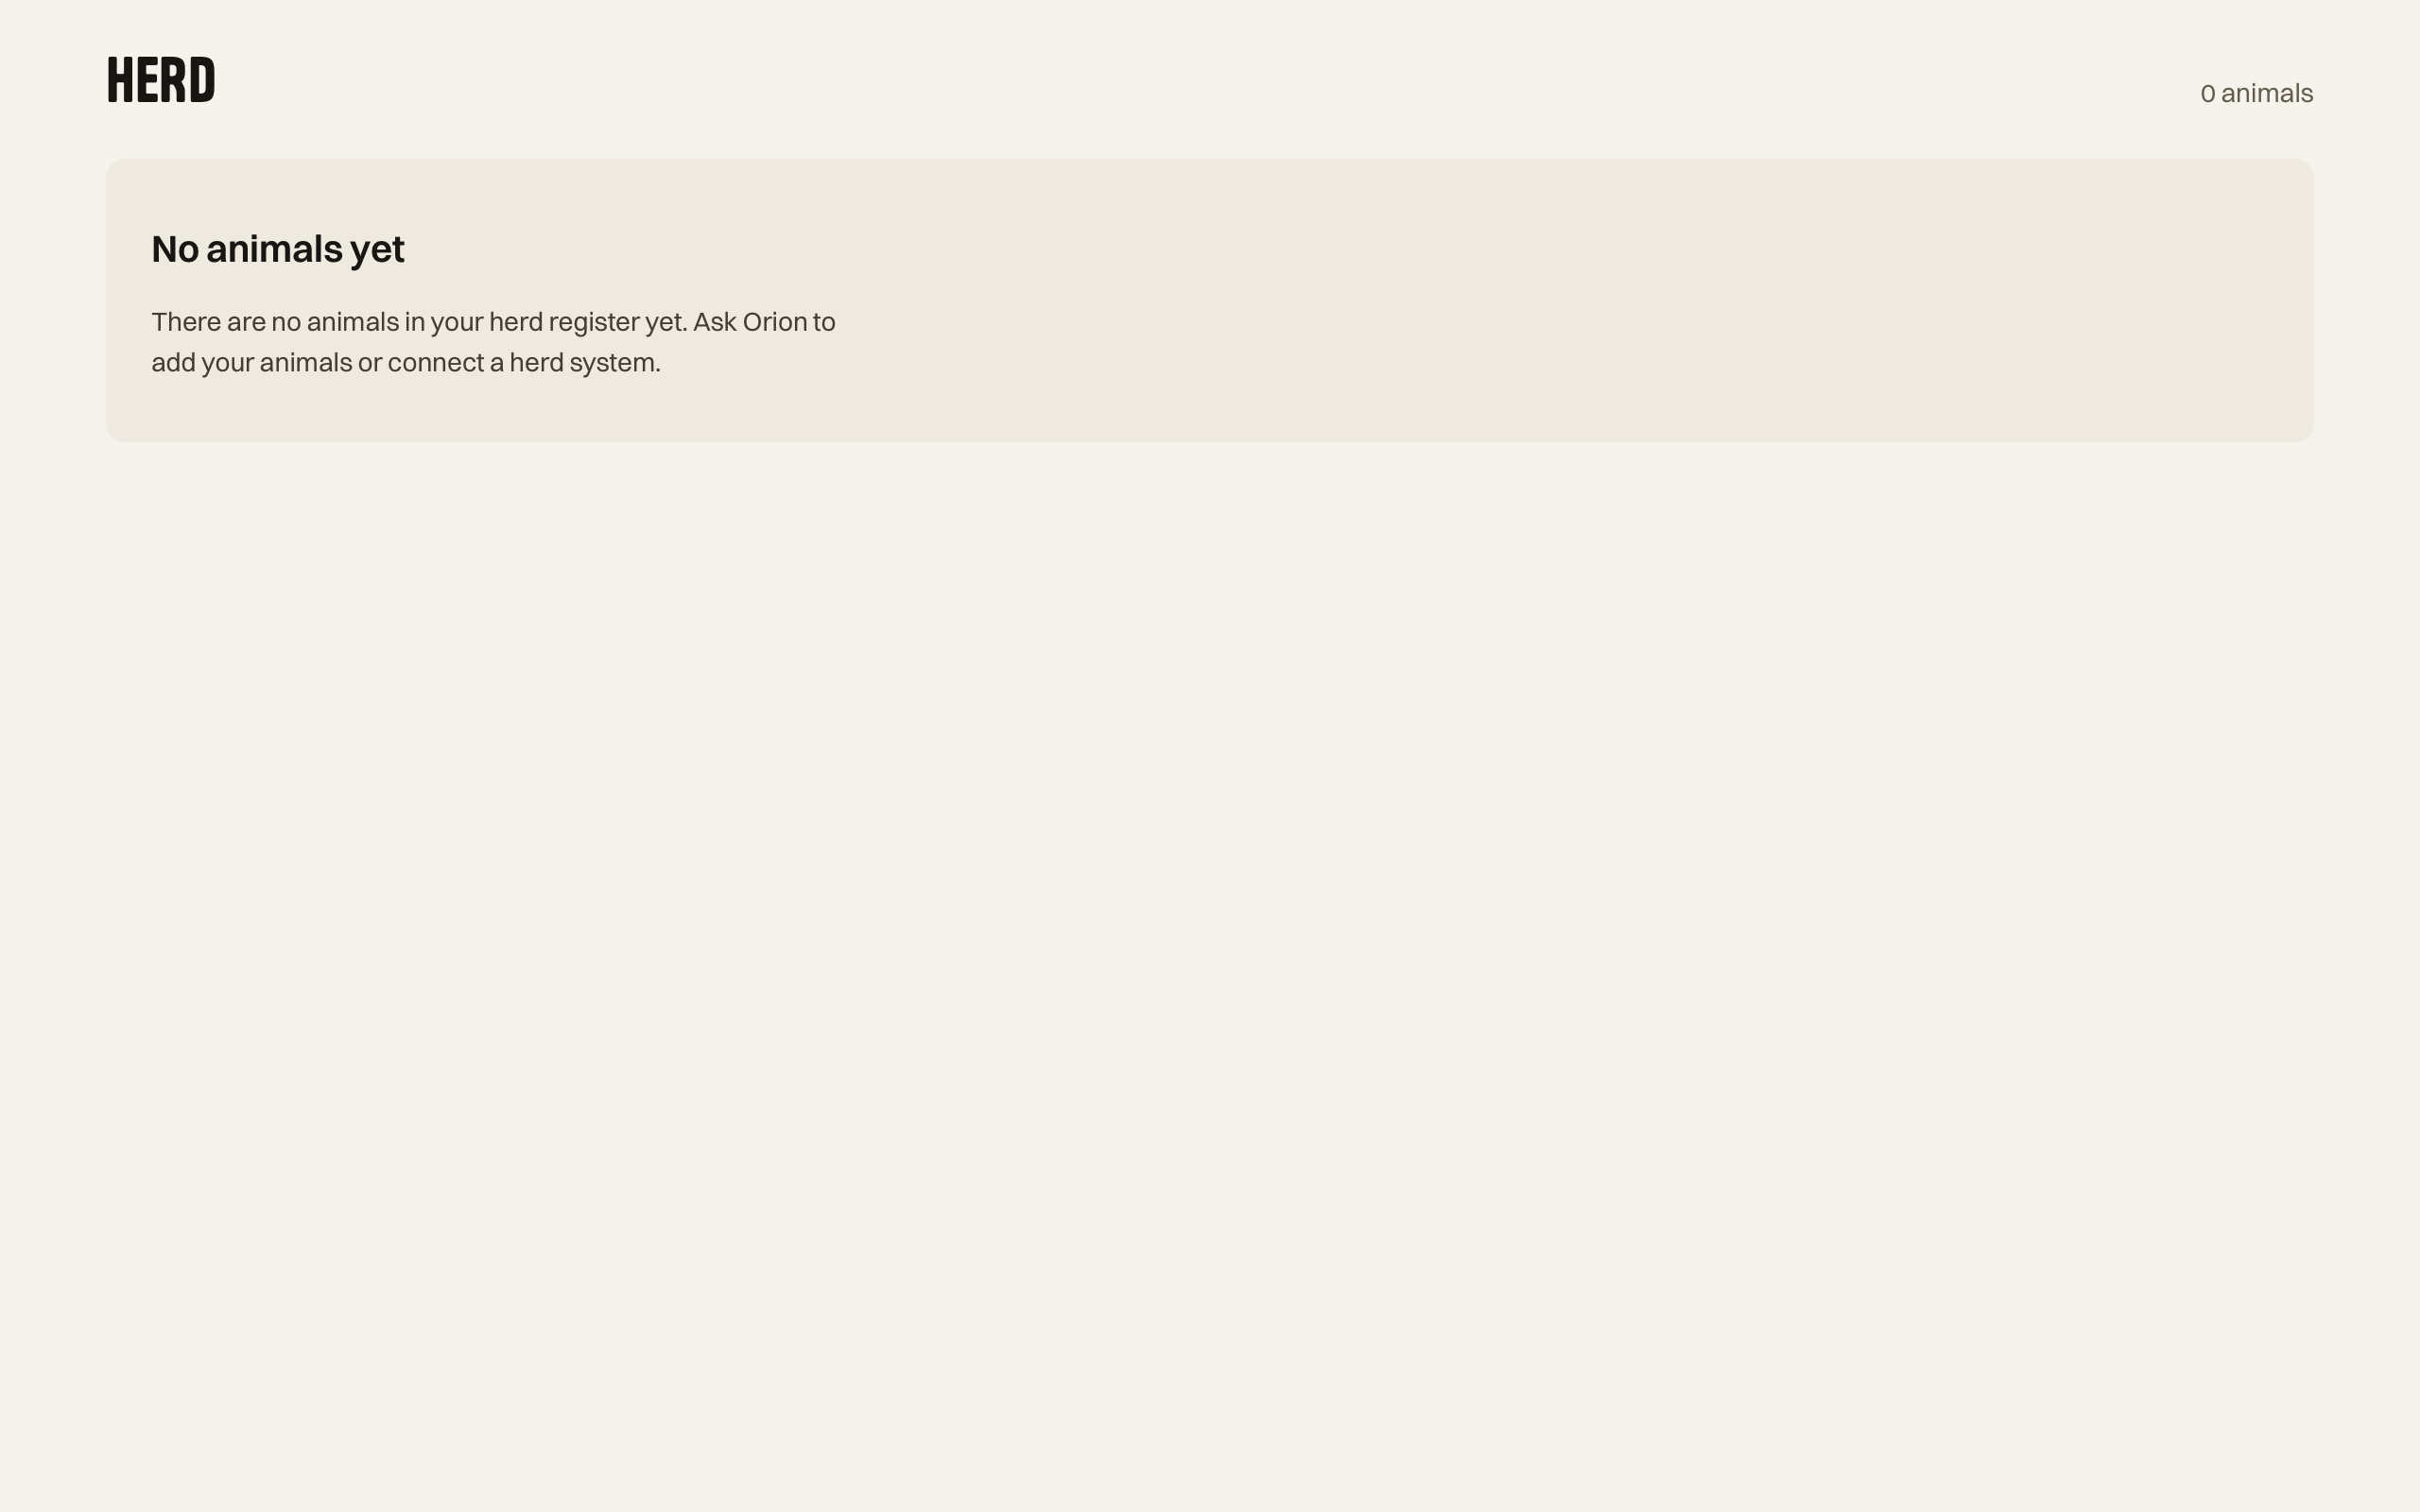 HERD
0 animals
No animals yet
There are no animals in your herd register yet. Ask Orion to
add your animals or connect a herd system.